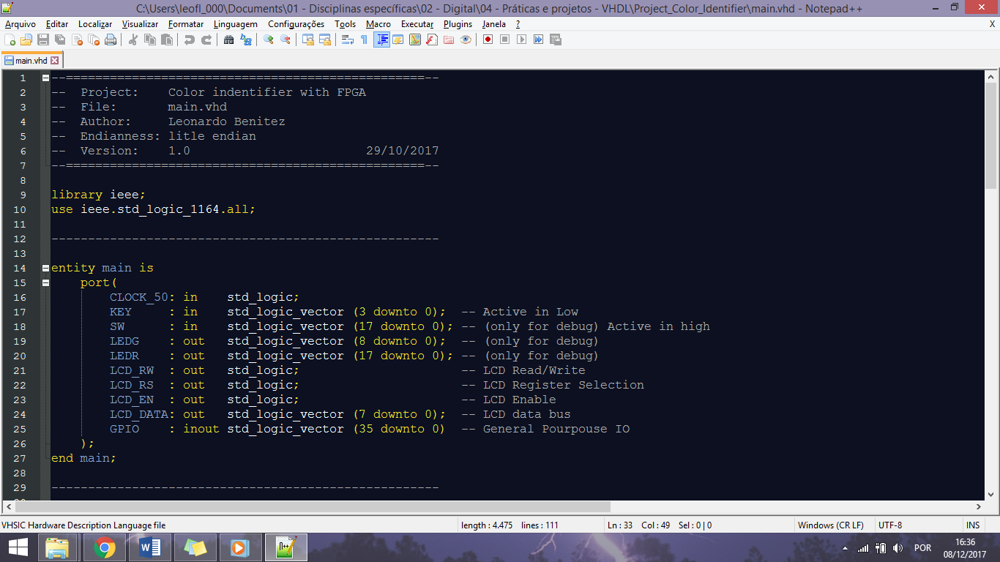 C:\Users\leofl_000\Documents\01 - Disciplinas específicas\02 - Digital\04 - Práticas e projetos - VHDL\Project_Color_Identifier\main.vhd - Notepad++
Arquivo Editar Localizar Visualizar Formatar Linguagem Configurações Tools Macro Executar Plugins Janela ? X
main.vhd
1 --=================================================--
2 --  Project:    Color indentifier with FPGA
3 --  File:       main.vhd
4 --  Author:     Leonardo Benitez
5 --  Endianness: litle endian
6 --  Version:    1.0                        29/10/2017
7 --=================================================--
8
9 library ieee;
10 use ieee.std_logic_1164.all;
11
12 -----------------------------------------------------
13
14 entity main is
15     port(
16         CLOCK_50: in    std_logic;
17         KEY     : in    std_logic_vector (3 downto 0);  -- Active in Low
18         SW      : in    std_logic_vector (17 downto 0); -- (only for debug) Active in high
19         LEDG    : out   std_logic_vector (8 downto 0);  -- (only for debug)
20         LEDR    : out   std_logic_vector (17 downto 0); -- (only for debug)
21         LCD_RW  : out   std_logic;                      -- LCD Read/Write
22         LCD_RS  : out   std_logic;                      -- LCD Register Selection
23         LCD_EN  : out   std_logic;                      -- LCD Enable
24         LCD_DATA: out   std_logic_vector (7 downto 0);  -- LCD data bus
25         GPIO    : inout std_logic_vector (35 downto 0)  -- General Pourpouse IO
26     );
27 end main;
28
29 -----------------------------------------------------
VHSIC Hardware Description Language file length : 4.475 lines : 111 Ln : 33 Col : 49 Sel : 0 | 0 Windows (CR LF) UTF-8 INS
POR 16:36
08/12/2017